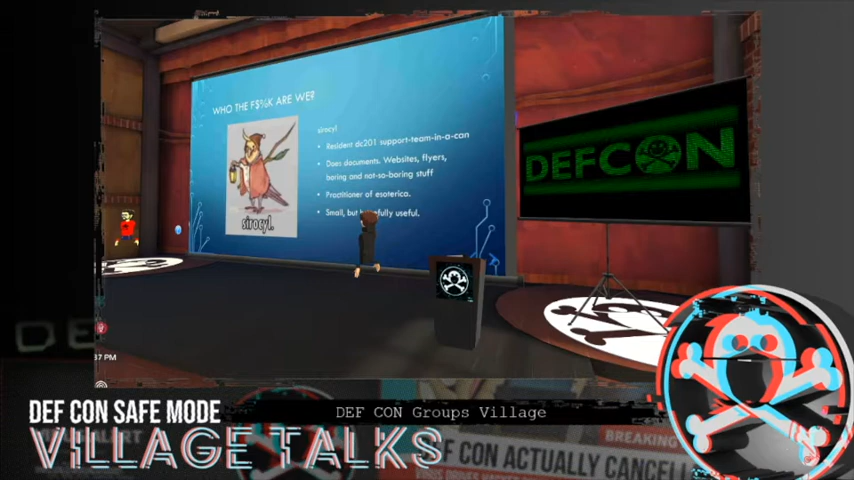 WHO THE F$%K ARE WE?
sirocyl
• Resident dc201 support-team-in-a-can
• Does documents. Websites, flyers,
boring and not-so-boring stuff
• Practitioner of esoterica.
• Small, but
fully useful.
sirocyl.
DEFCON
37 PM
DEF CON SAFE MODE
VILLAGE TALKS
DEF CON Groups Village
BREAKING
F CON ACTUALLY CANCELL